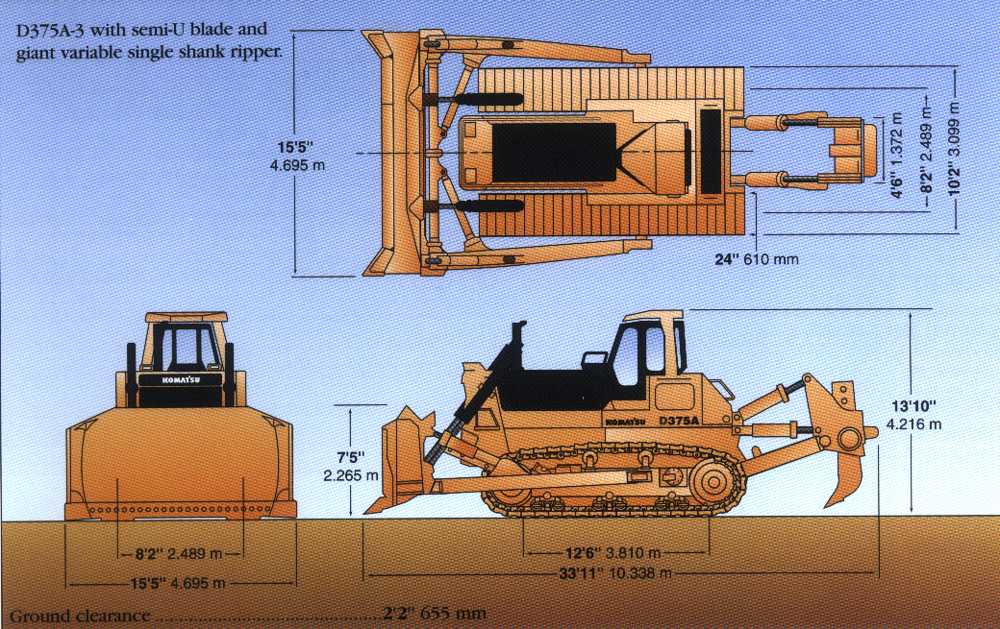 D375A-3 with semi-U blade and
giant variable single shank ripper.
15'5"
4.695 m
4'6" 1.372 m
8'2" 2.489 m
10'2" 3.099 m
24" 610 mm
KOMATSU
7'5"
2.265 m
KOMATSU D375A
13'10"
4.216 m
8'2" 2.489 m
15'5" 4.695 m
12'6" 3.810 m
33'11" 10.338 m
Ground clearance ............................................ 2'2" 655 mm